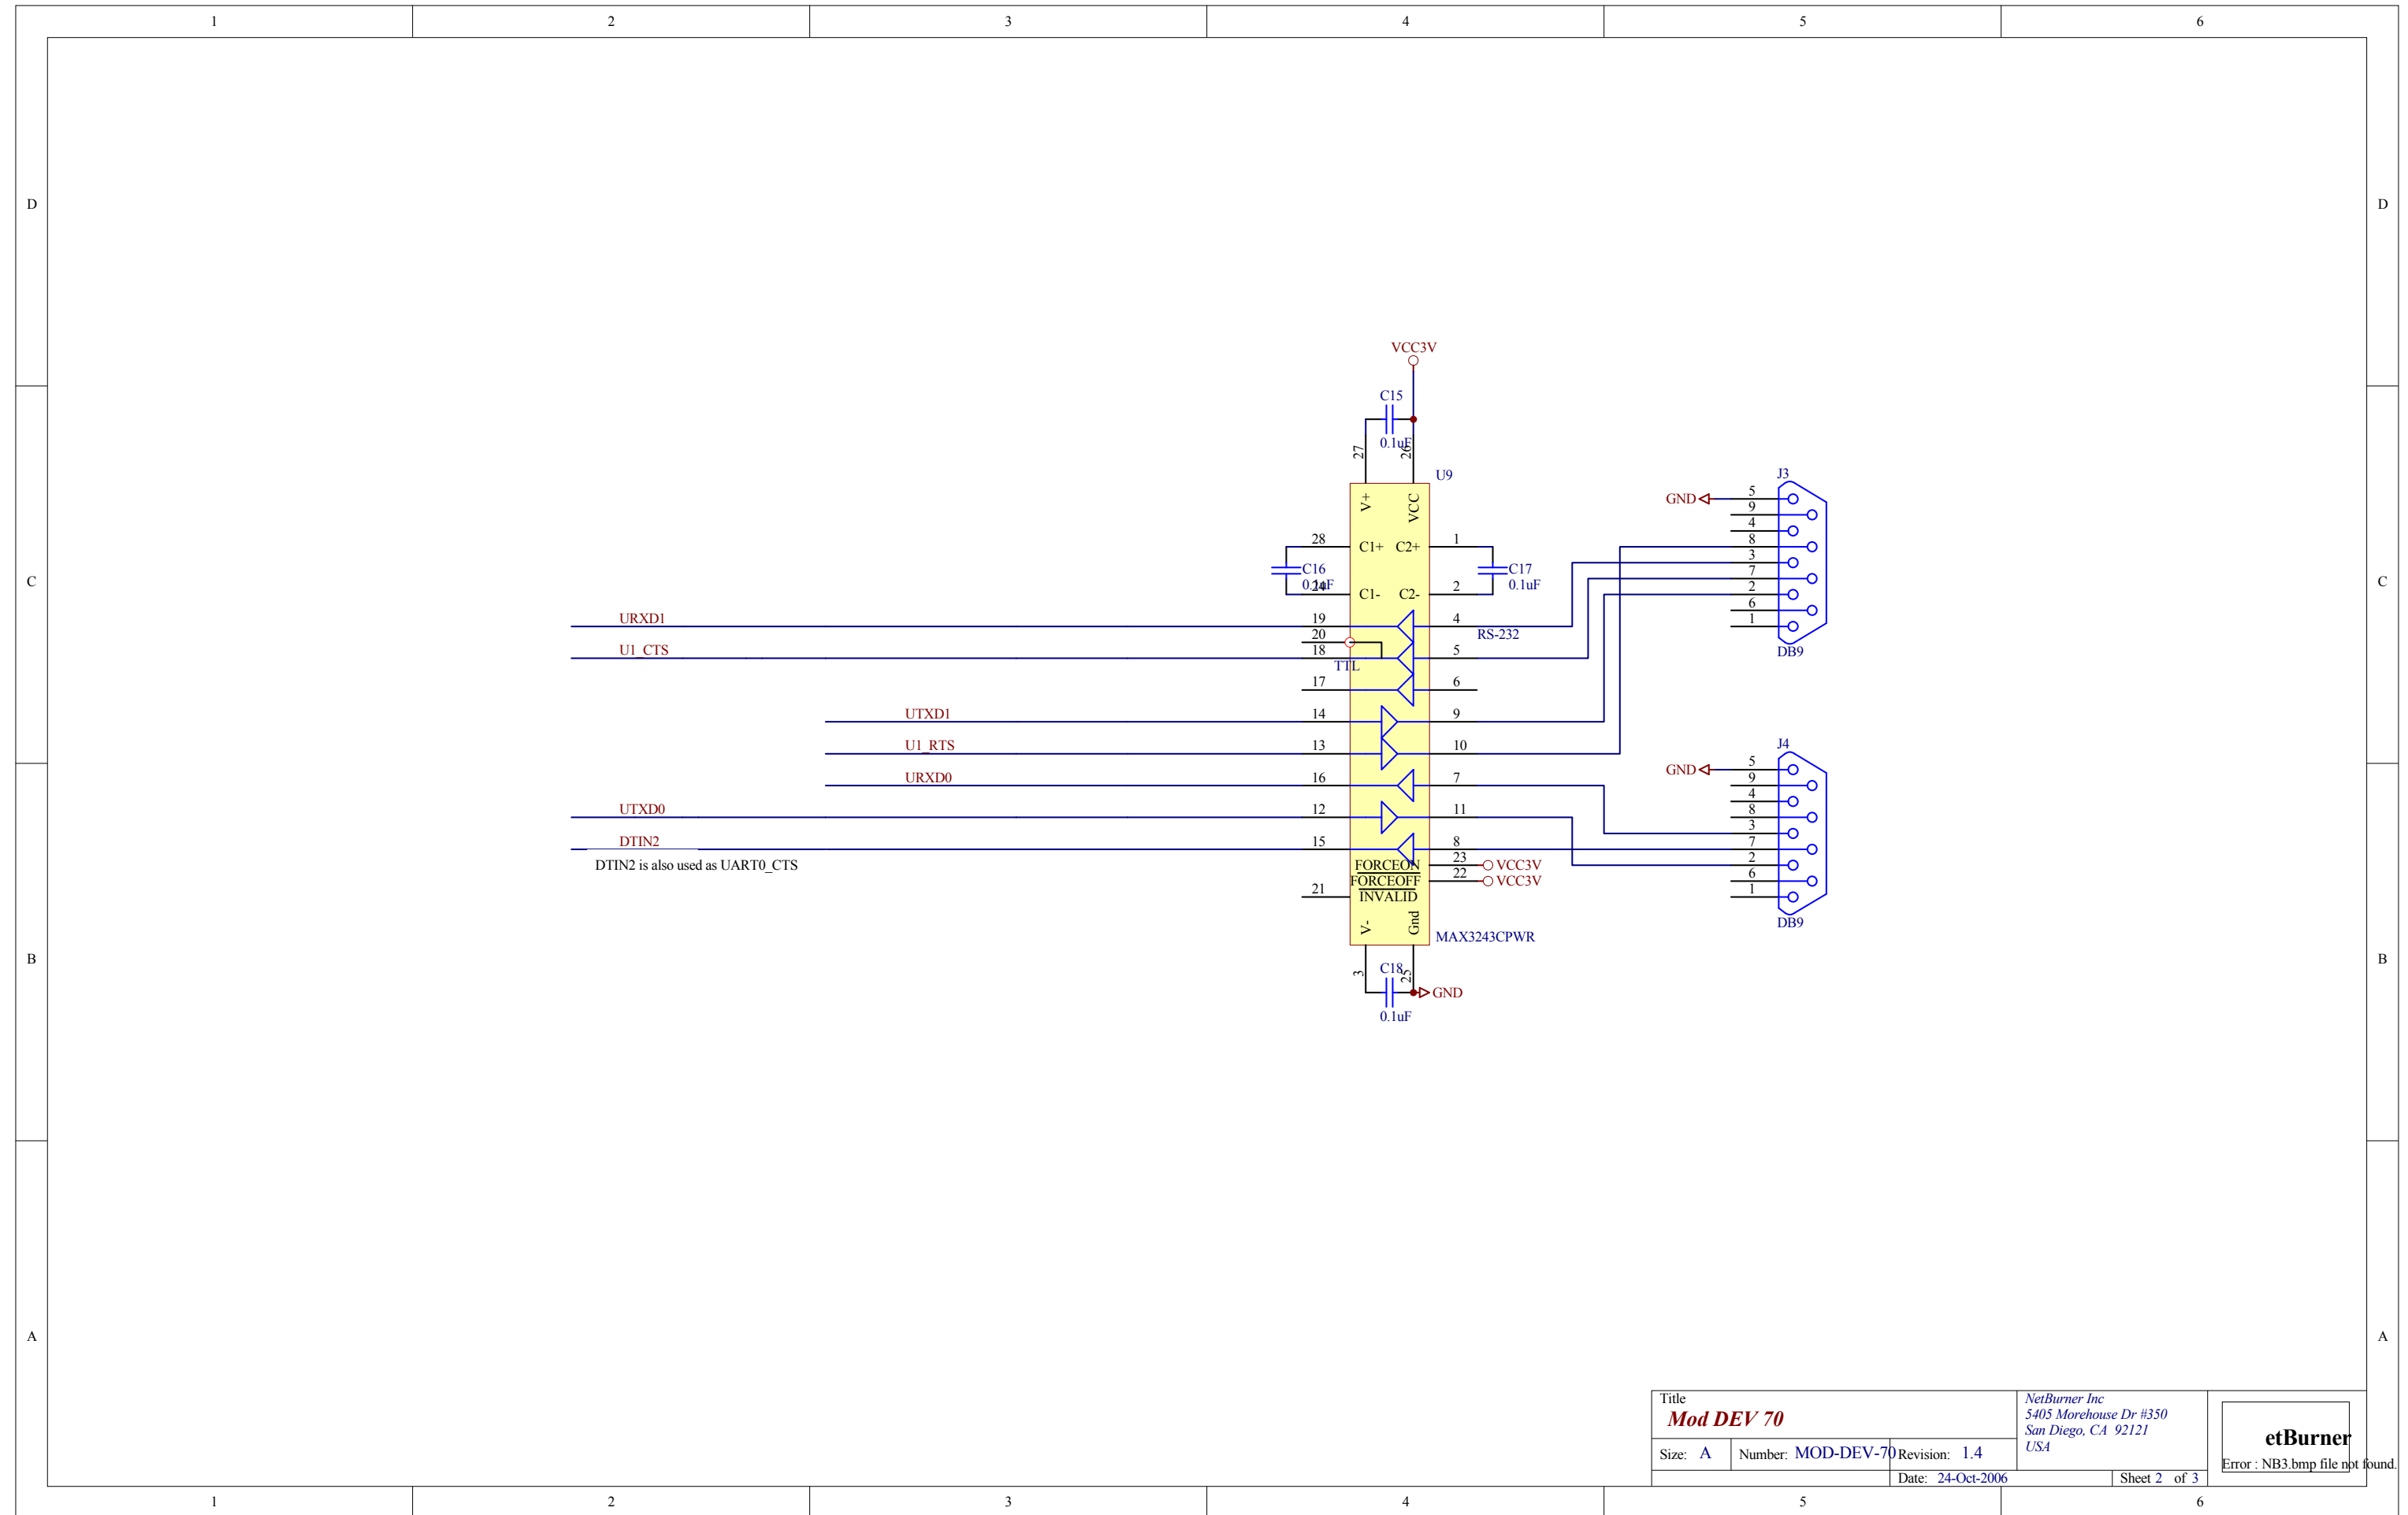 1 2 3 4 5 6
D D
VCC3V
C15
0.1uF
27 26
U9
V+ VCC
J3
GND 5
9
4
28 C1+ C2+ 1 8
3
C16 C17
C C
0.1uF 0.1uF
7
24 C1- C2- 2 2
6
URXD1 19 4 1
20 RS-232
U1_CTS 18 5 DB9
TTL
17 6
UTXD1 14 9
U1_RTS 13 10
J4
GND 5
URXD0 16 7 9
4
UTXD0 12 11 8
3
DTIN2 15 8 7
DTIN2 is also used as UART0_CTS
FORCEON 23 VCC3V 2
FORCEOFF 22 VCC3V 6
21 INVALID 1
DB9
V- Gnd
MAX3243CPWR
B B
3 25
C18
GND
0.1uF
A A
Title
Mod DEV 70
Size: A Number: MOD-DEV-70 Revision: 1.4
Date: 24-Oct-2006 Sheet 2 of 3
NetBurner Inc
5405 Morehouse Dr #350
San Diego, CA 92121
USA
etBurner
Error : NB3.bmp file not found.
1 2 3 4 5 6